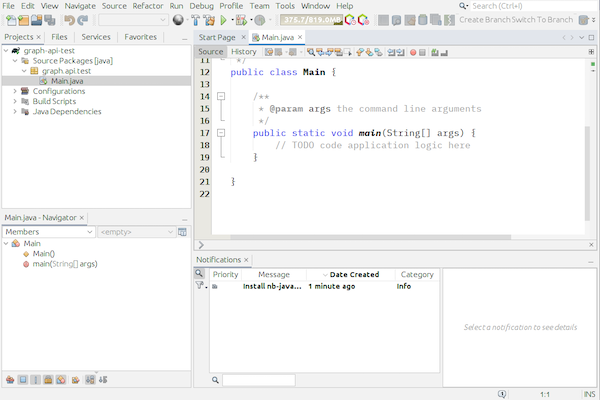 File Edit View Navigate Source Refactor Run Debug Profile Team Tools Window Help
Search (Ctrl+I)
375.7/819.0MB
Create Branch Switch To Branch
Projects × Files Services Favorites
Start Page × Main.java ×
Source History
graph-api-test
Source Packages [java]
graph.api.test
Main.java
Configurations
Build Scripts
Java Dependencies
11 */
12 public class Main {
13
14 /**
15 * @param args the command line arguments
16 */
17 public static void main(String[] args) {
18 // TODO code application logic here
19 }
20
21 }
22
Main.java - Navigator ×
Members <empty>
Main
Main()
main(String[] args)
Notifications ×
Priority Message Date Created Category
Install nb-java... 1 minute ago Info
Select a notification to see details
1:1 INS